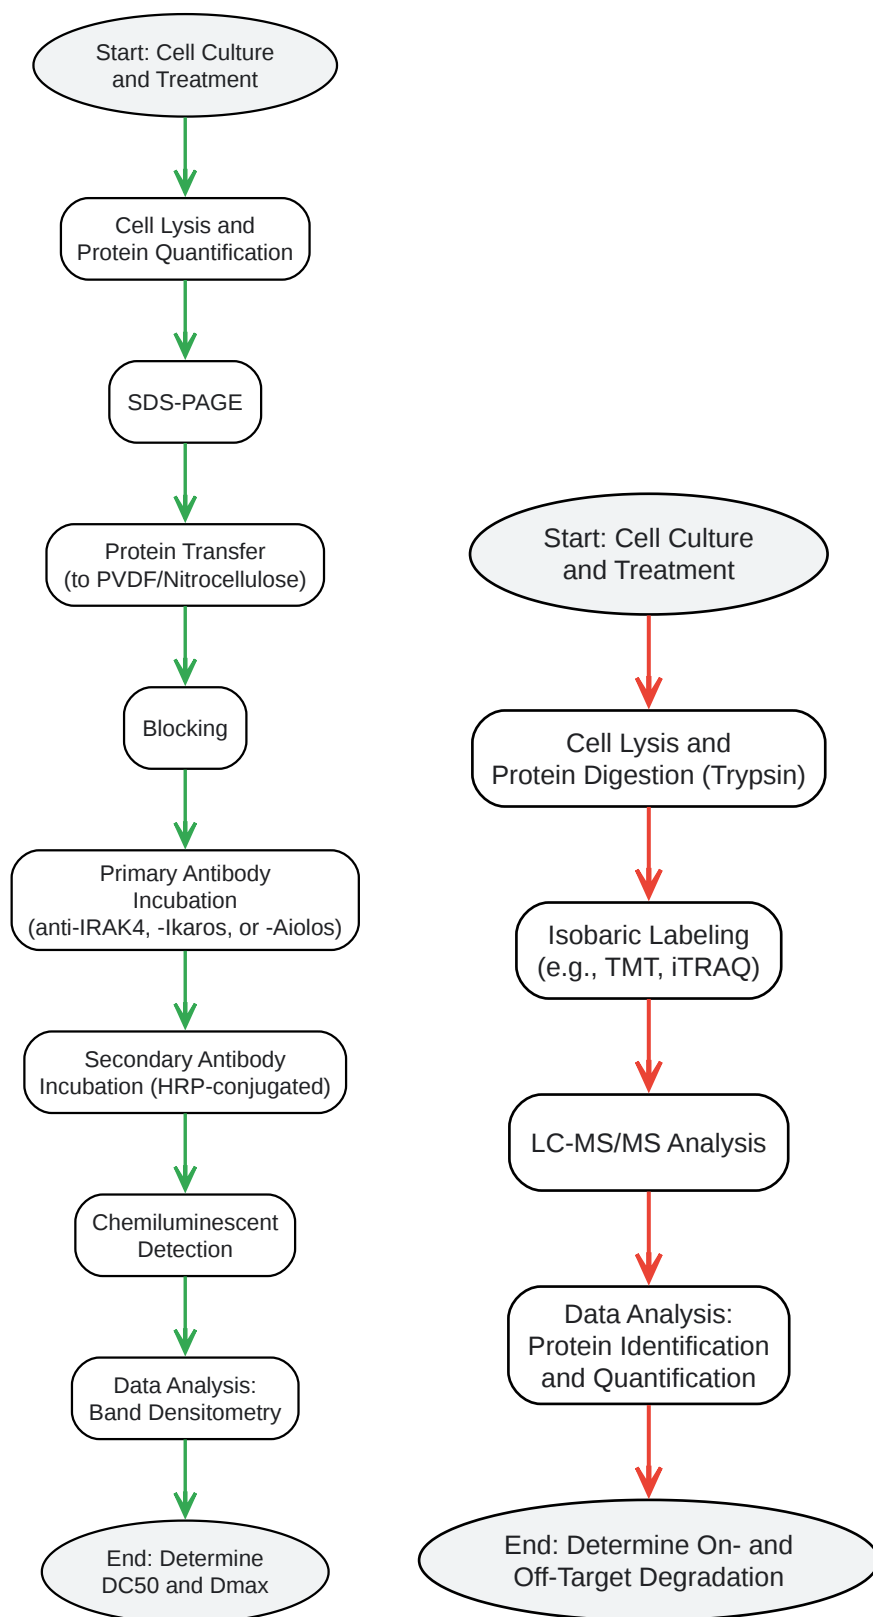 Start: Cell Culture
and Treatment
Cell Lysis and
Protein Quantification
SDS-PAGE
Protein Transfer
(to PVDF/Nitrocellulose)
Blocking
Primary Antibody
Incubation
(anti-IRAK4, -Ikaros, or -Aiolos)
Secondary Antibody
Incubation (HRP-conjugated)
Chemiluminescent
Detection
Data Analysis:
Band Densitometry
End: Determine
DC50 and Dmax
Start: Cell Culture
and Treatment
Cell Lysis and
Protein Digestion (Trypsin)
Isobaric Labeling
(e.g., TMT, iTRAQ)
LC-MS/MS Analysis
Data Analysis:
Protein Identification
and Quantification
End: Determine On- and
Off-Target Degradation